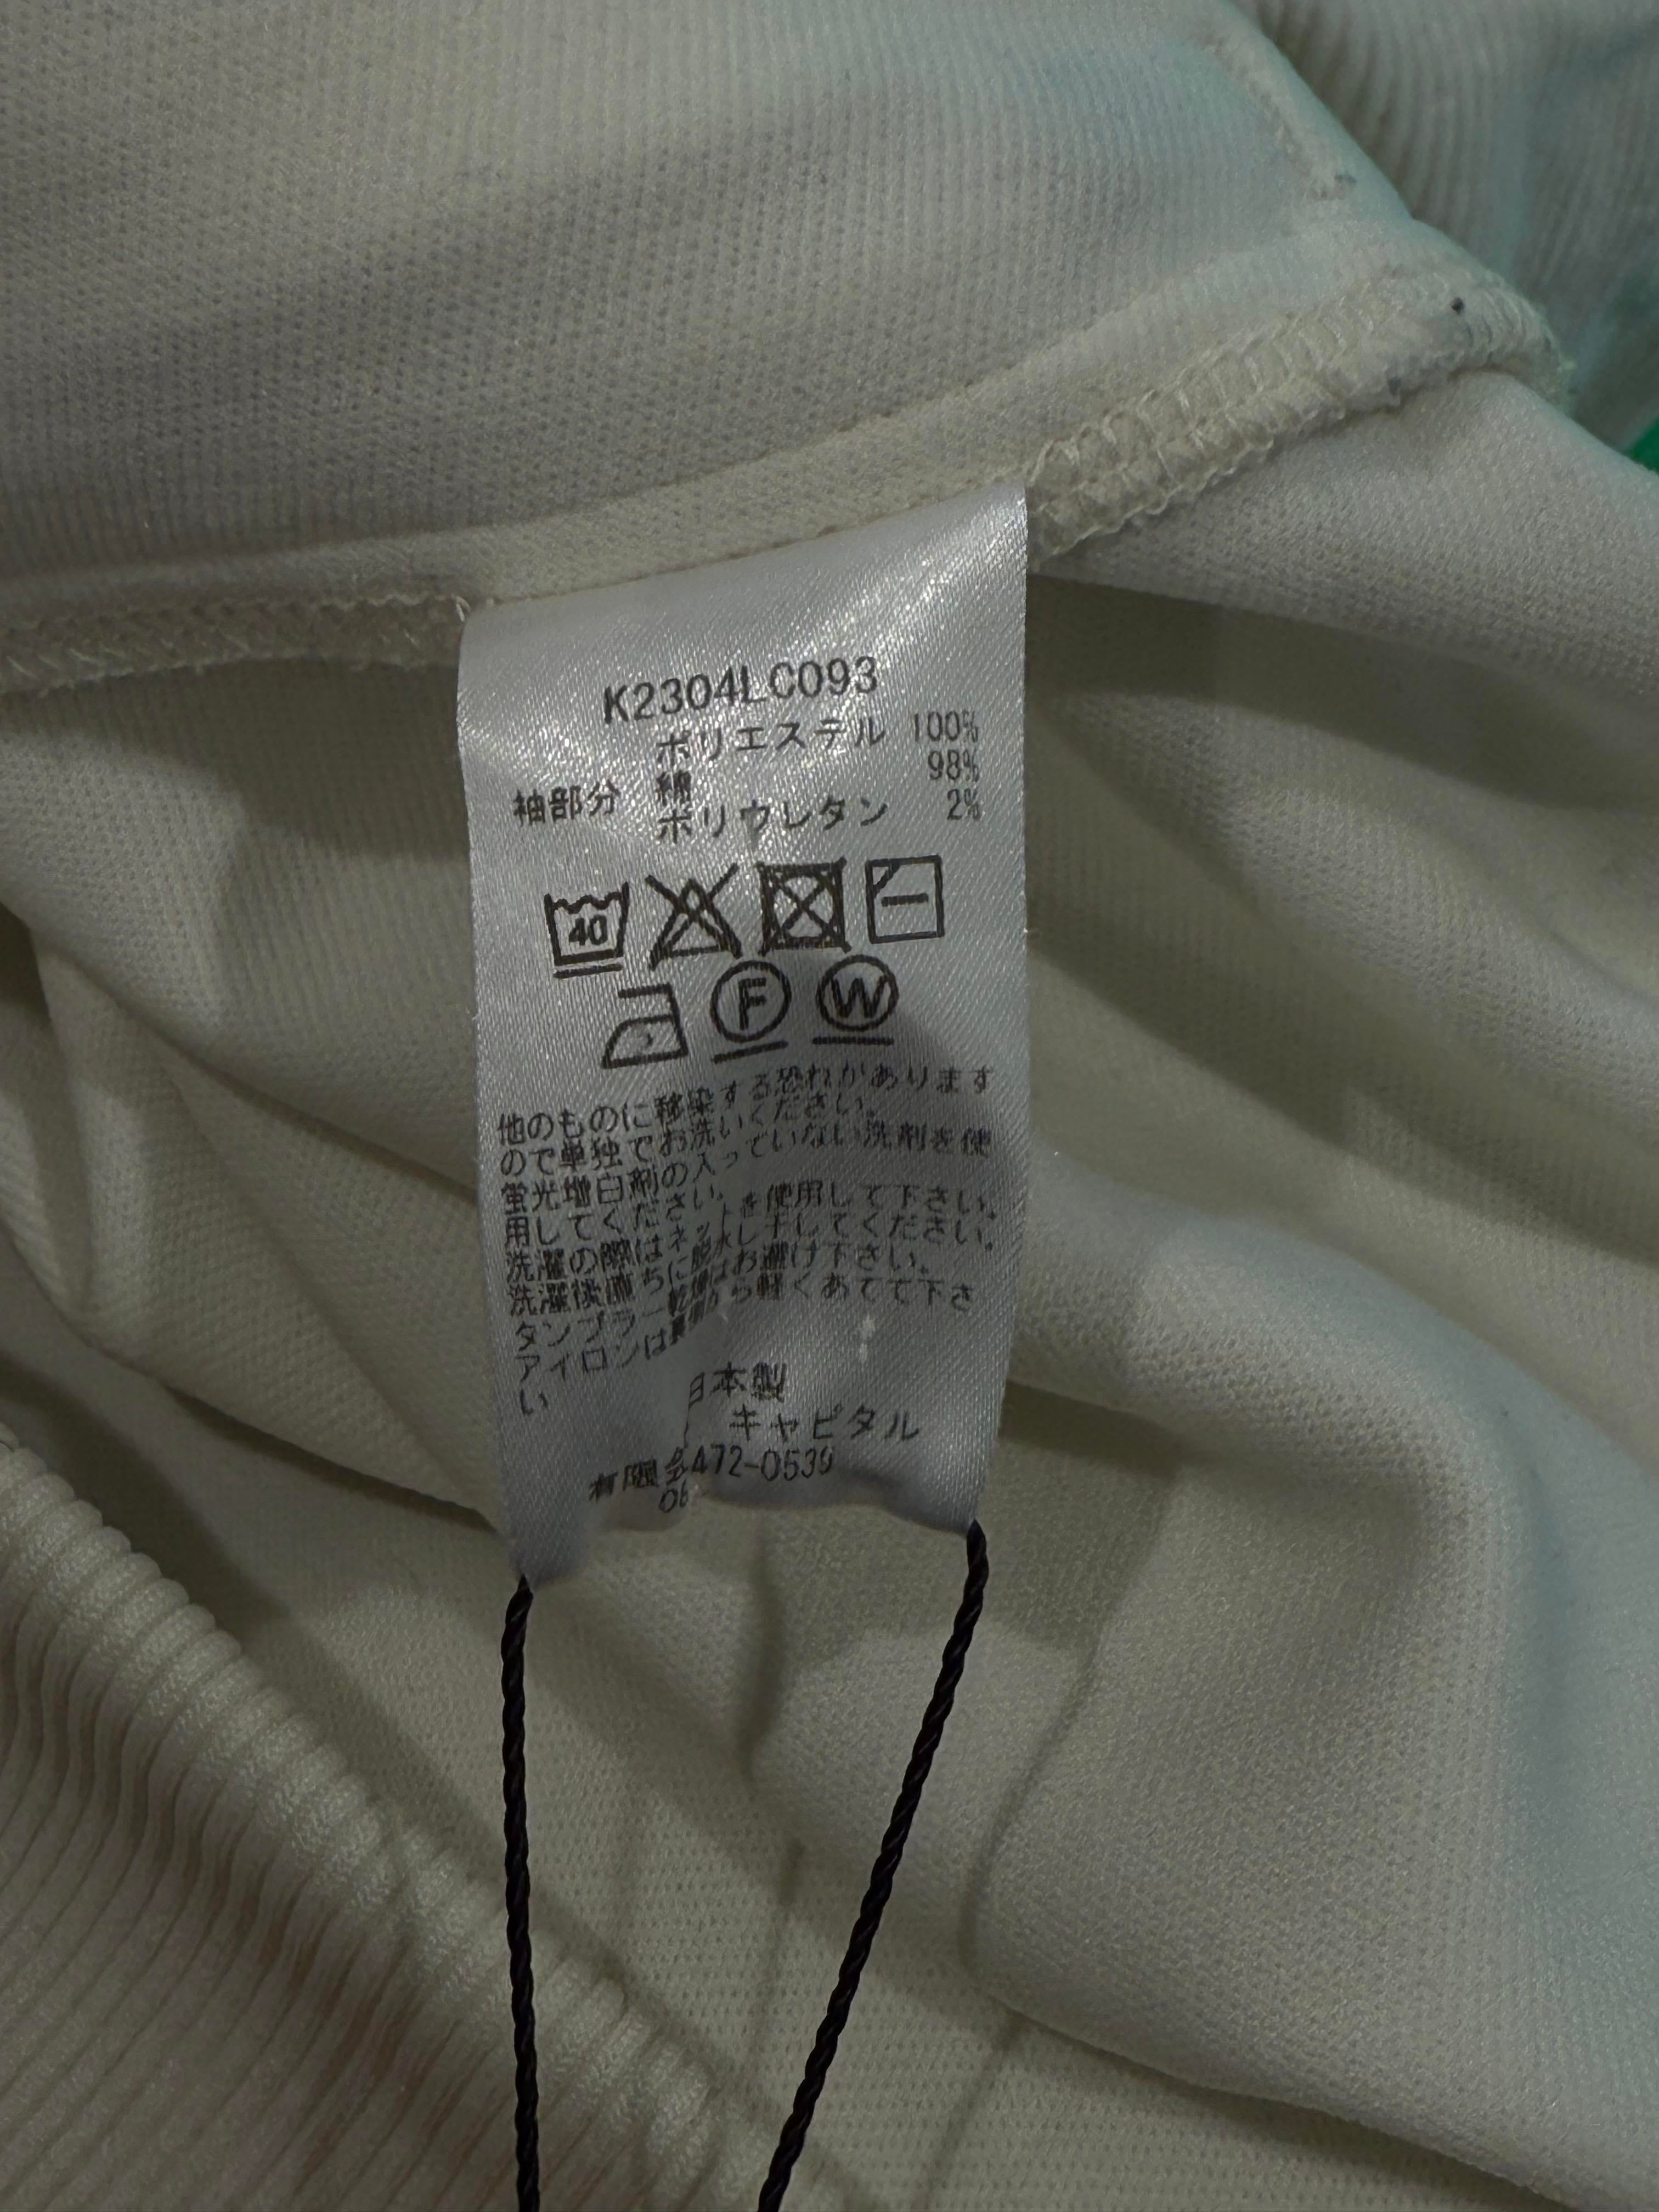 K2304LC093
ポリエステル 100%
袖部分 綿 98%
ポリウレタン 2%
40
F W
他のものに移染する恐れがあります
ので単独でお洗いください。
蛍光増白剤の入っていない洗剤を使
用してください。
洗濯の際はネットを使用して下さい。
洗濯後直ちに脱水し干してください。
タンブラー乾燥はお避け下さい。
アイロンは裏側から軽くあてて下さ
い
日本製
有限会 キャピタル
472-0539